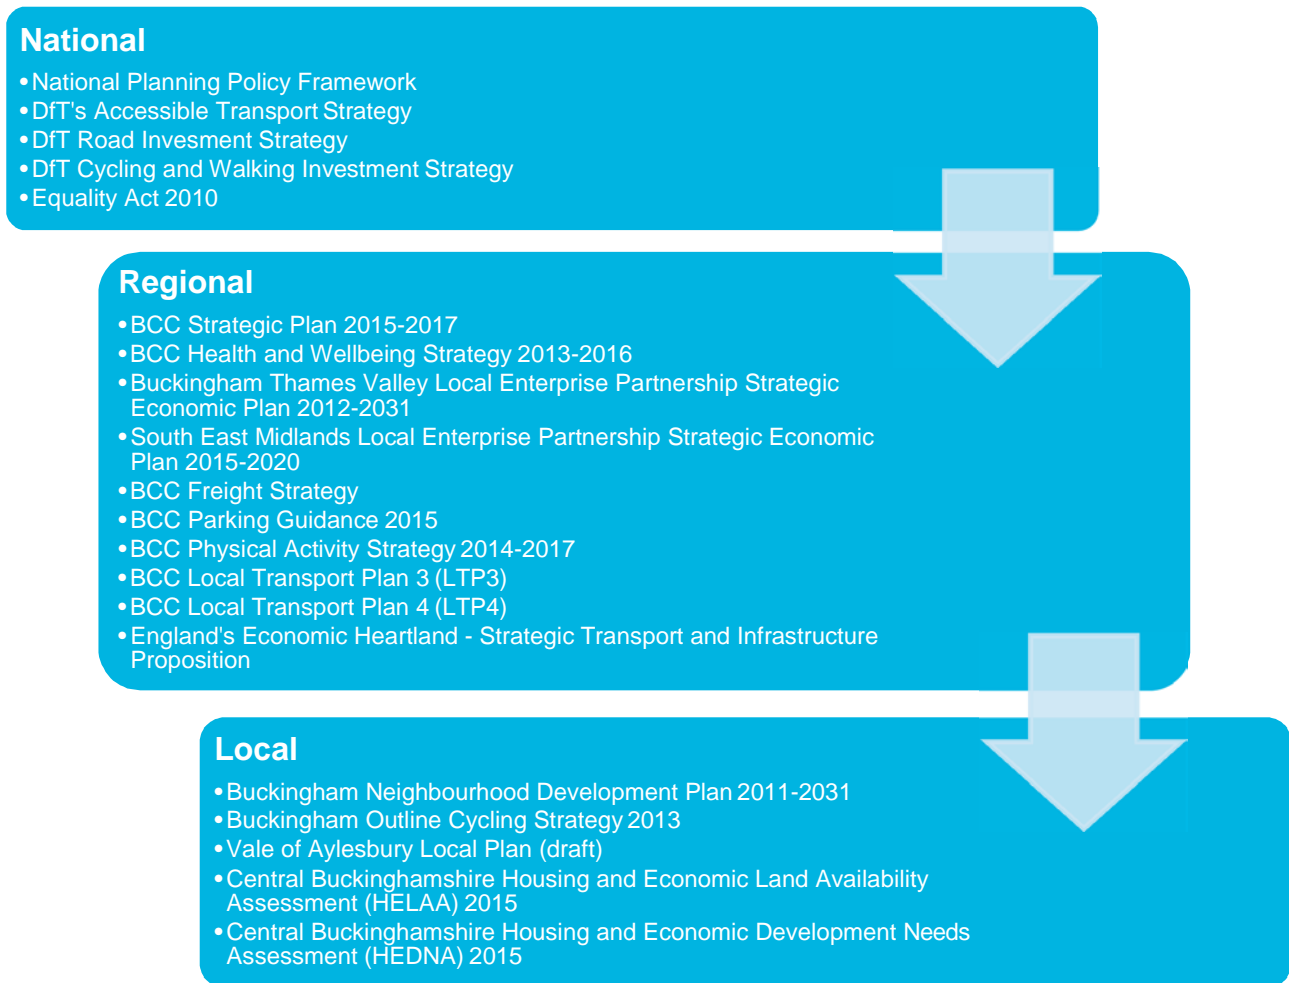 National
•National Planning Policy Framework
•DfT's Accessible Transport Strategy
•DfT Road Invesment Strategy
•DfT Cycling and Walking Investment Strategy
•Equality Act 2010
Regional
•BCC Strategic Plan 2015-2017
•BCC Health and Wellbeing Strategy 2013-2016
•Buckingham Thames Valley Local Enterprise Partnership Strategic
Economic Plan 2012-2031
•South East Midlands Local Enterprise Partnership Strategic Economic
Plan 2015-2020
•BCC Freight Strategy
•BCC Parking Guidance 2015
•BCC Physical Activity Strategy 2014-2017
•BCC Local Transport Plan 3 (LTP3)
•BCC Local Transport Plan 4 (LTP4)
•England's Economic Heartland - Strategic Transport and Infrastructure
Proposition
Local
•Buckingham Neighbourhood Development Plan 2011-2031
•Buckingham Outline Cycling Strategy 2013
•Vale of Aylesbury Local Plan (draft)
•Central Buckinghamshire Housing and Economic Land Availability
Assessment (HELAA) 2015
•Central Buckinghamshire Housing and Economic Development Needs
Assessment (HEDNA) 2015